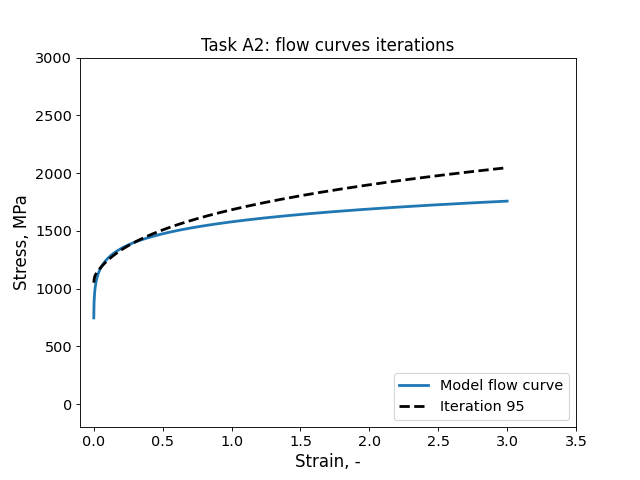 Task A2: flow curves iterations
3000
2500
2000
1500
1000
500
0
Stress, MPa
0.0 0.5 1.0 1.5 2.0 2.5 3.0 3.5
Strain, -
Model flow curve
Iteration 95